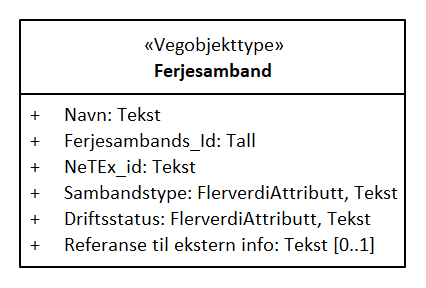 «Vegobjekttype»
Ferjesamband
+ Navn: Tekst
+ Ferjesambands_Id: Tall
+ NeTEx_id: Tekst
+ Sambandstype: FlerverdiAttributt, Tekst
+ Driftsstatus: FlerverdiAttributt, Tekst
+ Referanse til ekstern info: Tekst [0..1]